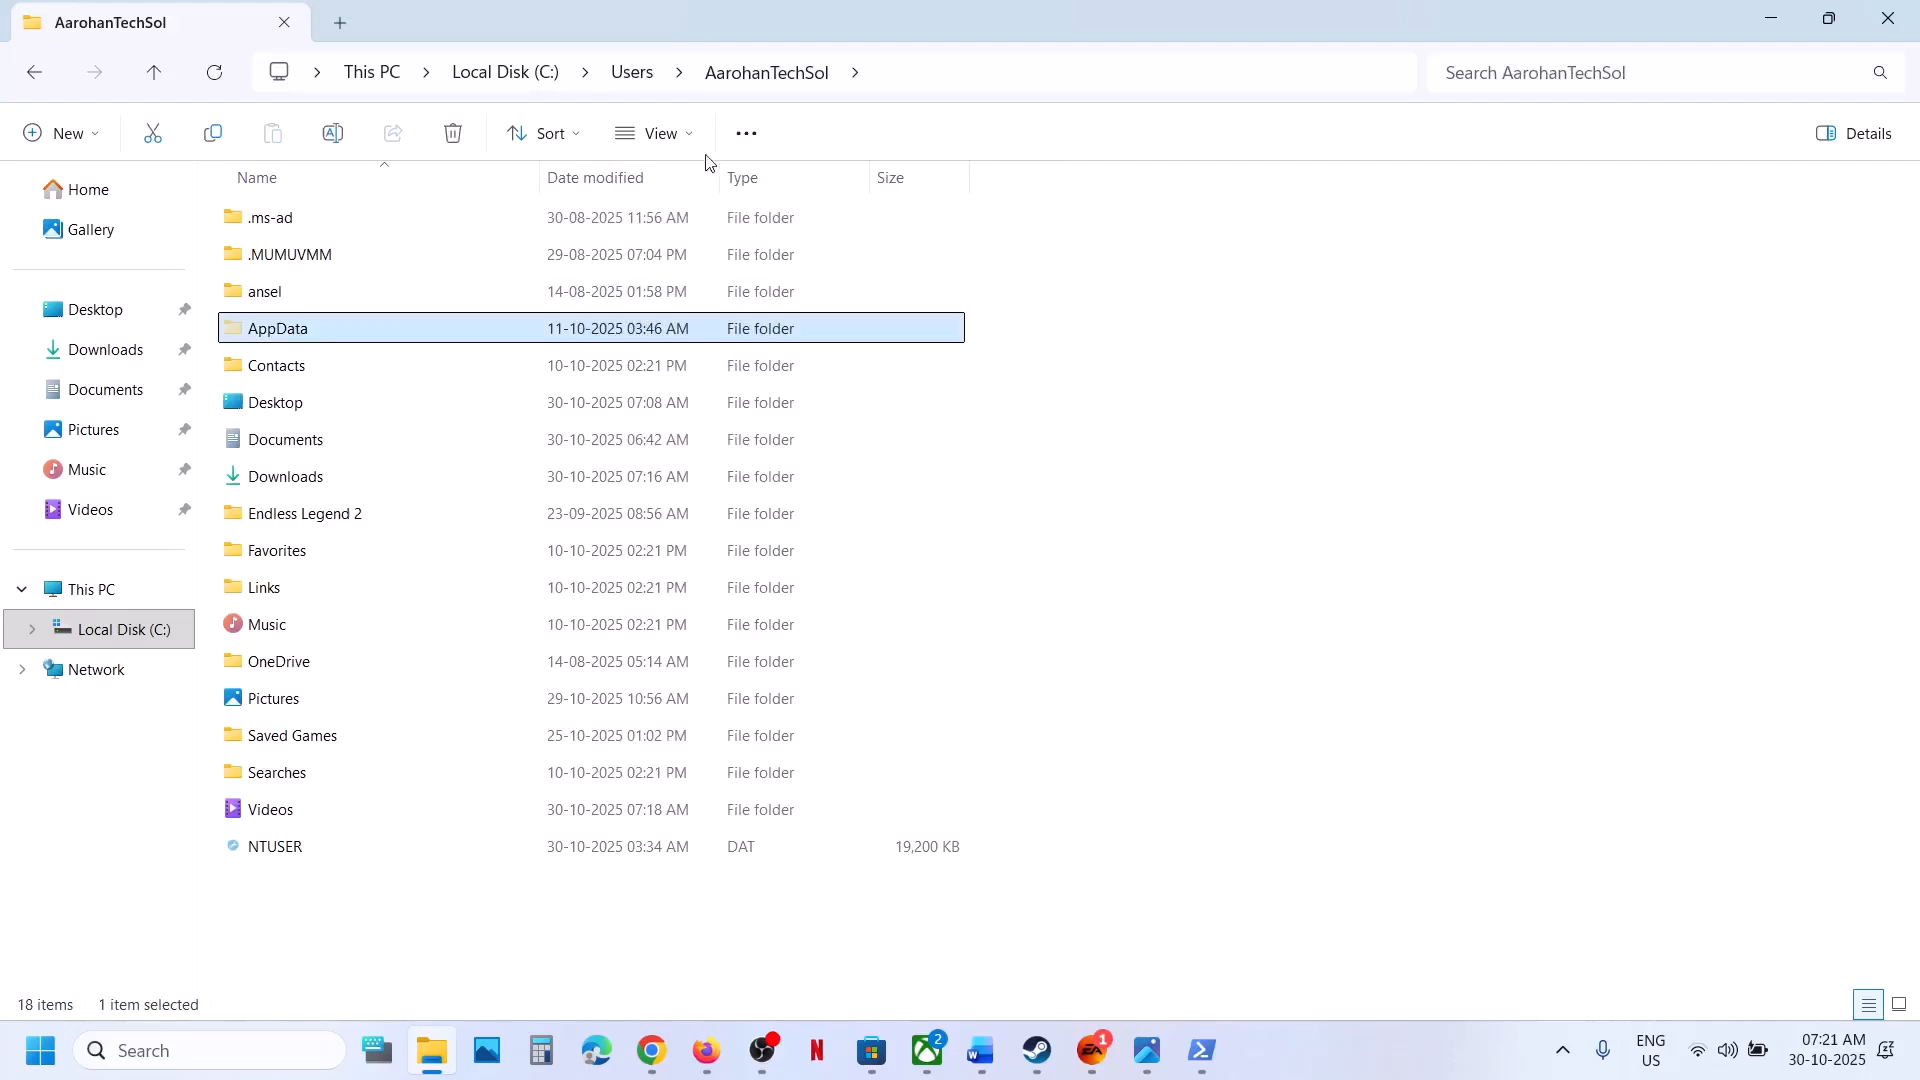 AarohanTechSol
This PC
Local Disk (C:)
Users
AarohanTechSol
Search AarohanTechSol
New
Sort
View
Details
Name
Date modified
Type
Size
Home
Gallery
Desktop
Downloads
Documents
Pictures
Music
Videos
This PC
Local Disk (C:)
Network
.ms-ad 30-08-2025 11:56 AM File folder
.MUMUVMM 29-08-2025 07:04 PM File folder
ansel 14-08-2025 01:58 PM File folder
AppData 11-10-2025 03:46 AM File folder
Contacts 10-10-2025 02:21 PM File folder
Desktop 30-10-2025 07:08 AM File folder
Documents 30-10-2025 06:42 AM File folder
Downloads 30-10-2025 07:16 AM File folder
Endless Legend 2 23-09-2025 08:56 AM File folder
Favorites 10-10-2025 02:21 PM File folder
Links 10-10-2025 02:21 PM File folder
Music 10-10-2025 02:21 PM File folder
OneDrive 14-08-2025 05:14 AM File folder
Pictures 29-10-2025 10:56 AM File folder
Saved Games 25-10-2025 01:02 PM File folder
Searches 10-10-2025 02:21 PM File folder
Videos 30-10-2025 07:18 AM File folder
NTUSER 30-10-2025 03:34 AM DAT 19,200 KB
18 items
1 item selected
Search
N
2
W
EA
1
ENG
US
07:21 AM
30-10-2025